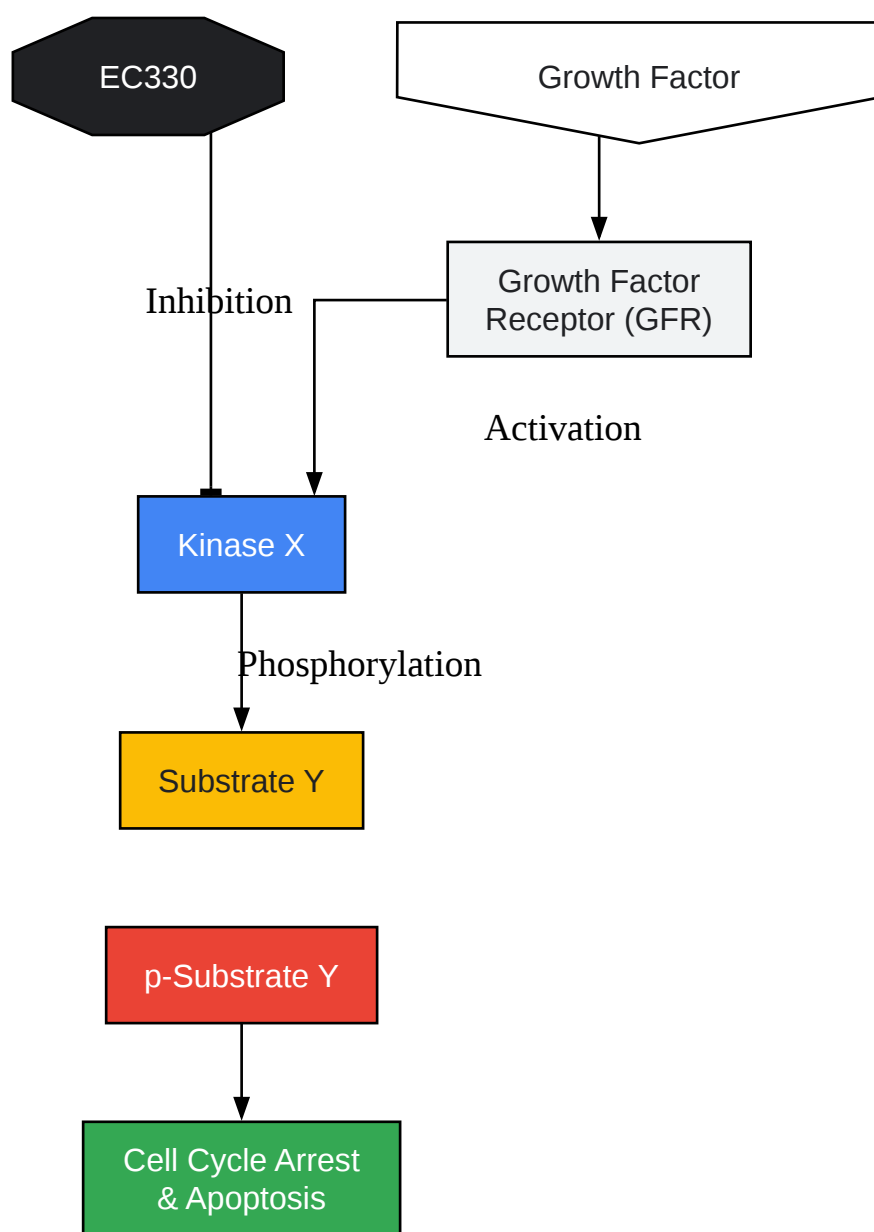 EC330
Growth Factor
Growth Factor
Receptor (GFR)
Inhibition
Activation
Kinase X
Phosphorylation
Substrate Y
p-Substrate Y
Cell Cycle Arrest
& Apoptosis